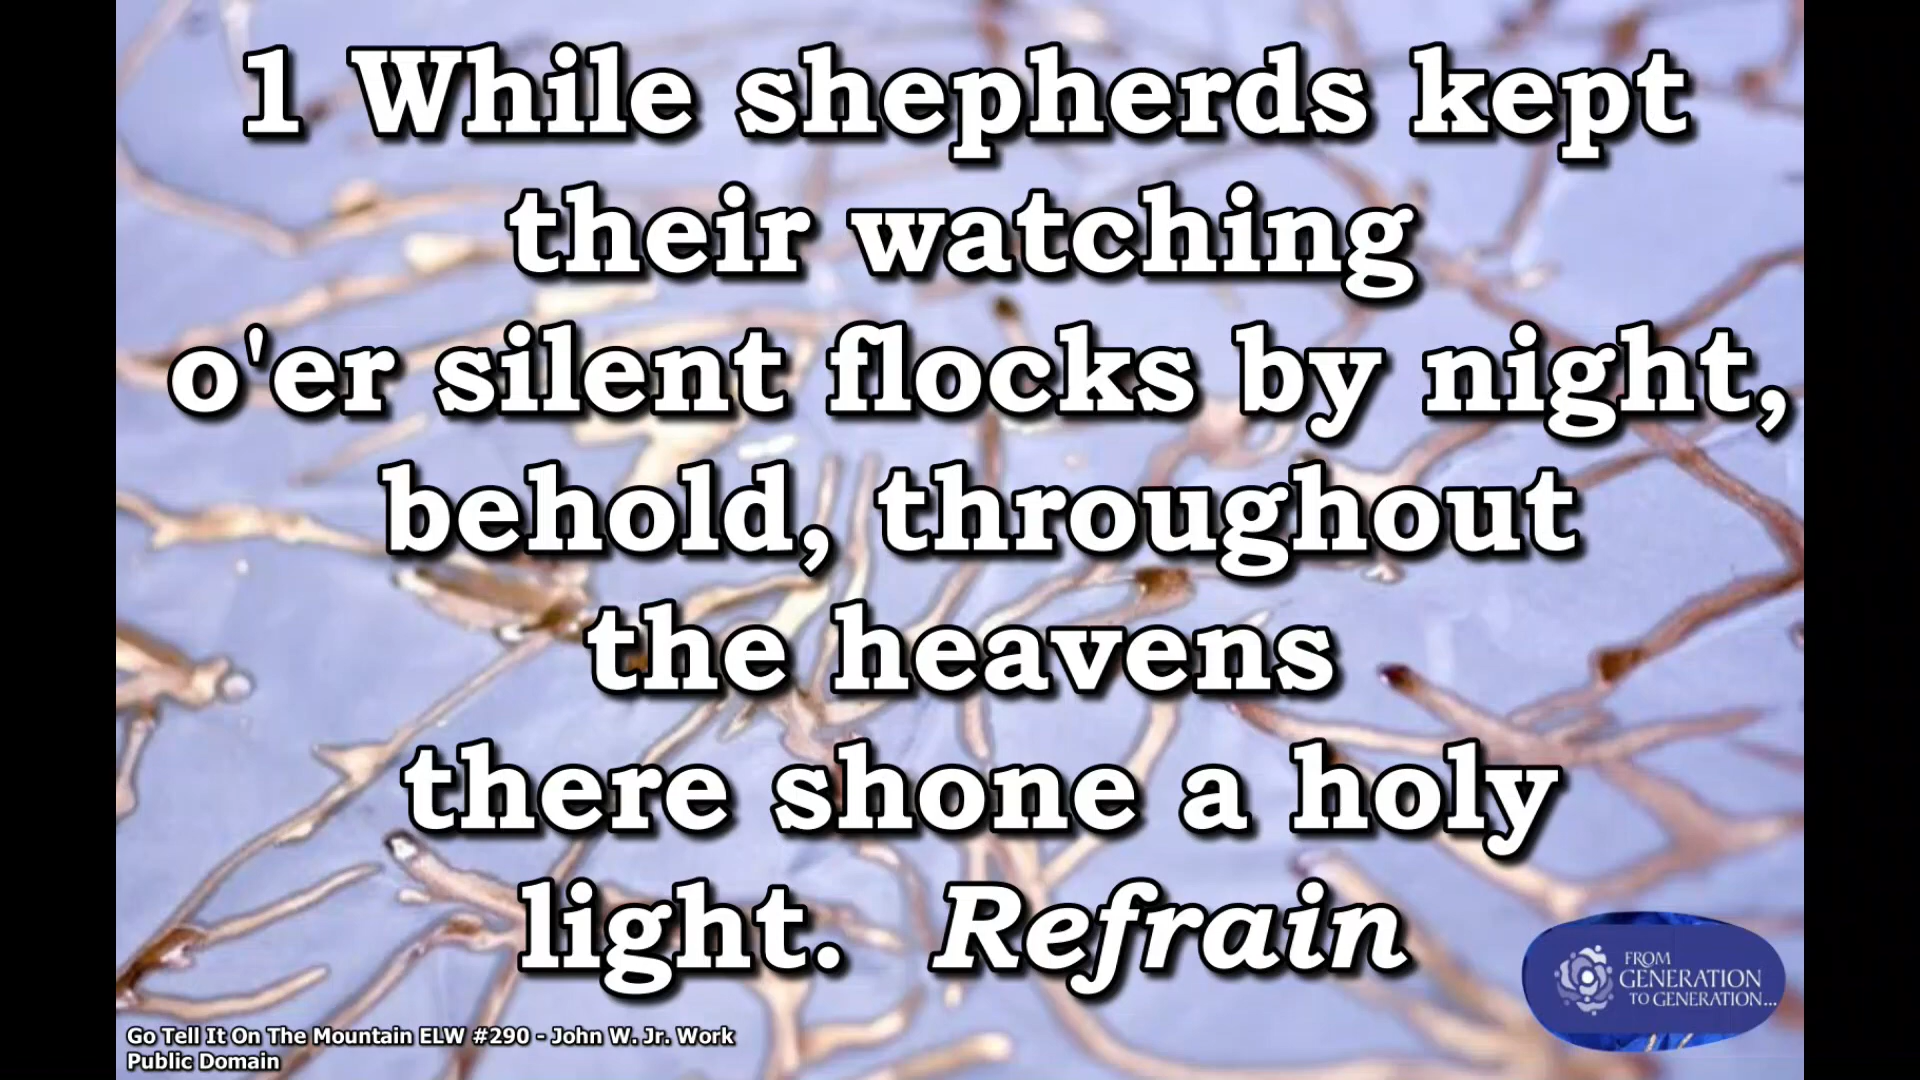 1 While shepherds kept
their watching
o'er silent flocks by night,
behold, throughout
the heavens
there shone a holy
light. Refrain
FROM
GENERATION
TO GENERATION...
Go Tell It On The Mountain ELW #290 - John W. Jr. Work
Public Domain